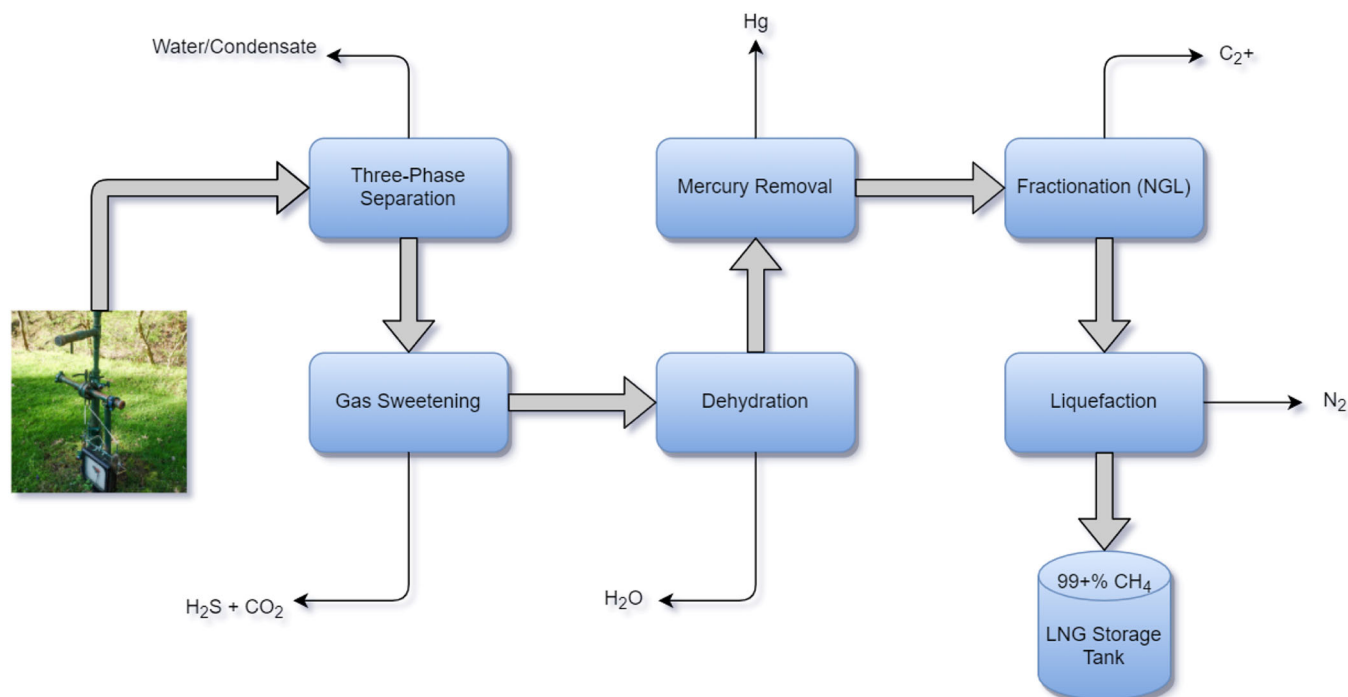 Water/Condensate
Hg
C₂+
Three-Phase
Separation
Mercury Removal
Fractionation (NGL)
Gas Sweetening
Dehydration
Liquefaction
N₂
H₂S + CO₂
H₂O
99+% CH₄
LNG Storage
Tank